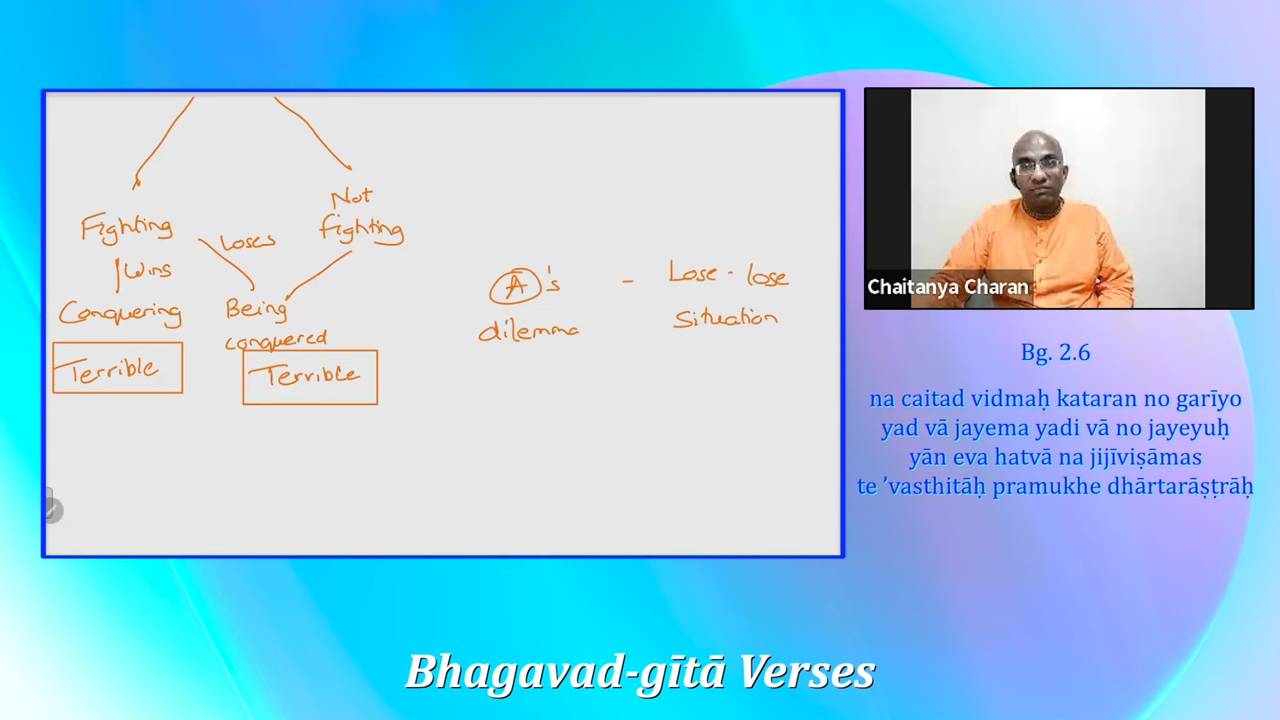 Not
Fighting
fighting
Loses
Wins
Conquering
Being
conquered
Terrible
Terrible
A's
dilemma
- Lose - lose
Situation
Chaitanya Charan
Bg. 2.6
na caitad vidmaḥ kataran no garīyo
yad vā jayema yadi vā no jayeyuḥ
yān eva hatvā na jijīviṣāmas
te ’vasthitāḥ pramukhe dhārtarāṣṭrāḥ
Bhagavad-gītā Verses